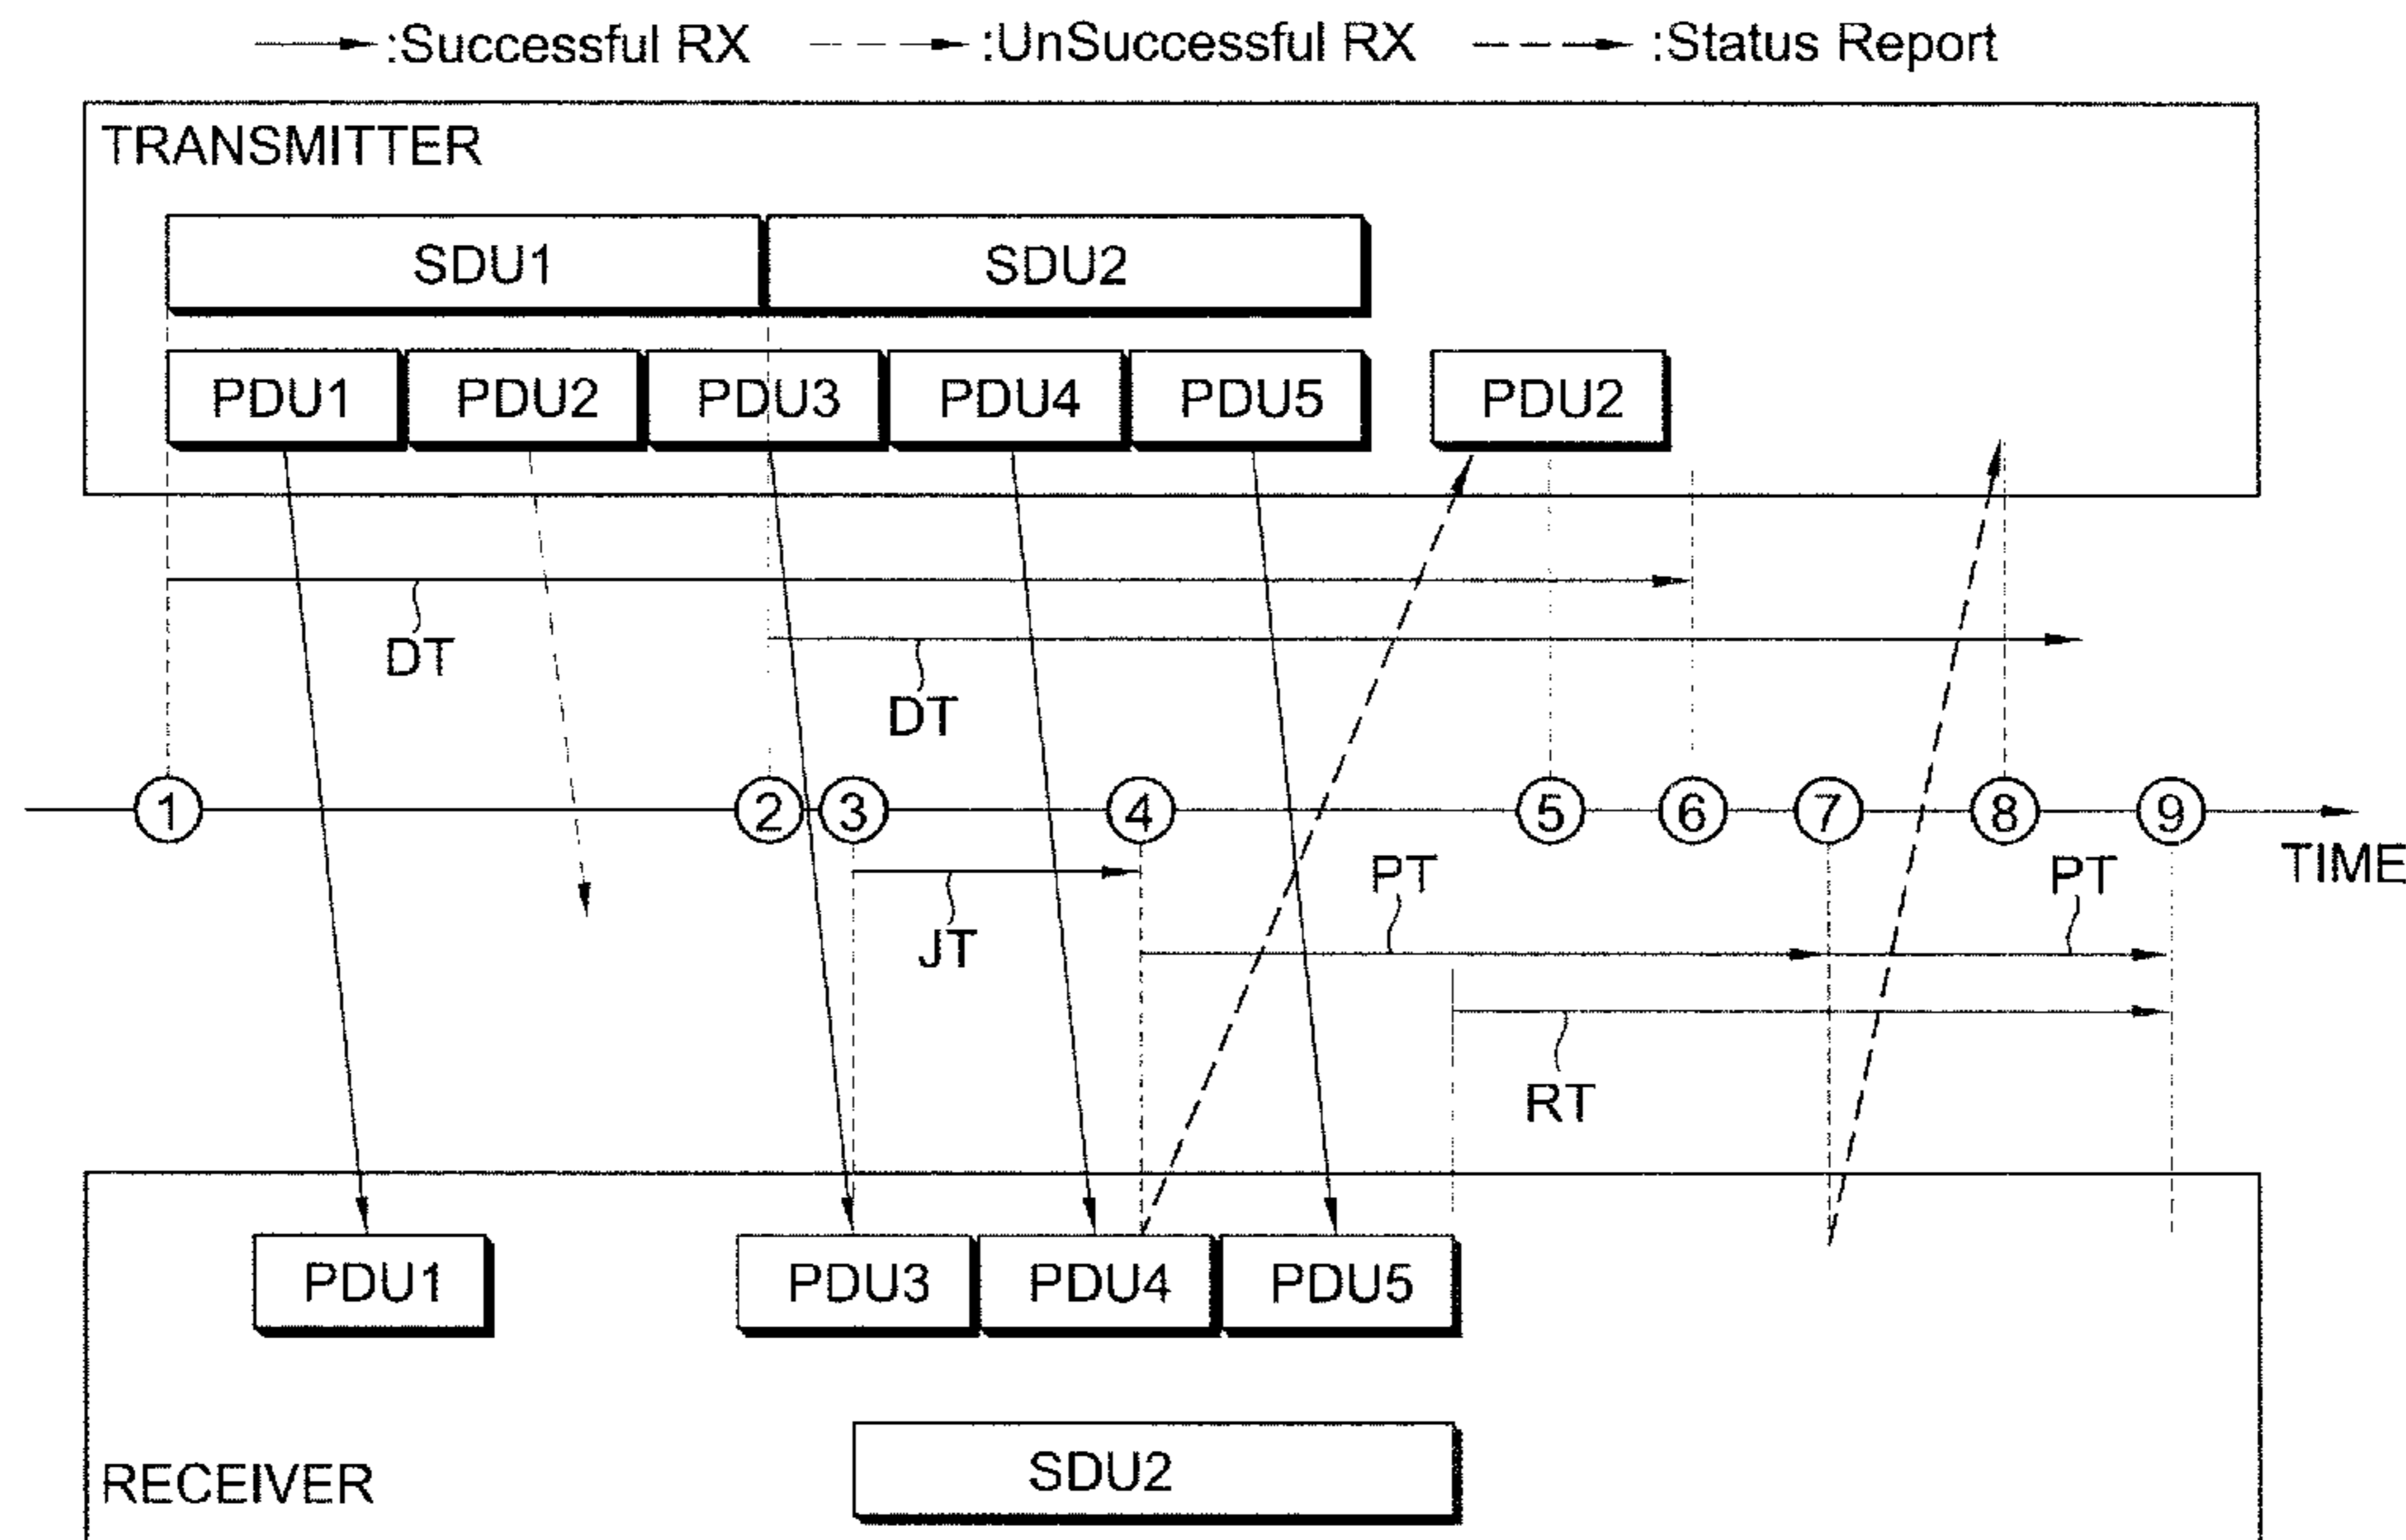 :Successful RX :UnSuccessful RX :Status Report
TRANSMITTER
SDU1 SDU2
PDU1 PDU2 PDU3 PDU4 PDU5 PDU2
DT
DT
1 2 3 4 5 6 7 8 9
TIME
PT PT
JT
RT
PDU1 PDU3 PDU4 PDU5
SDU2
RECEIVER